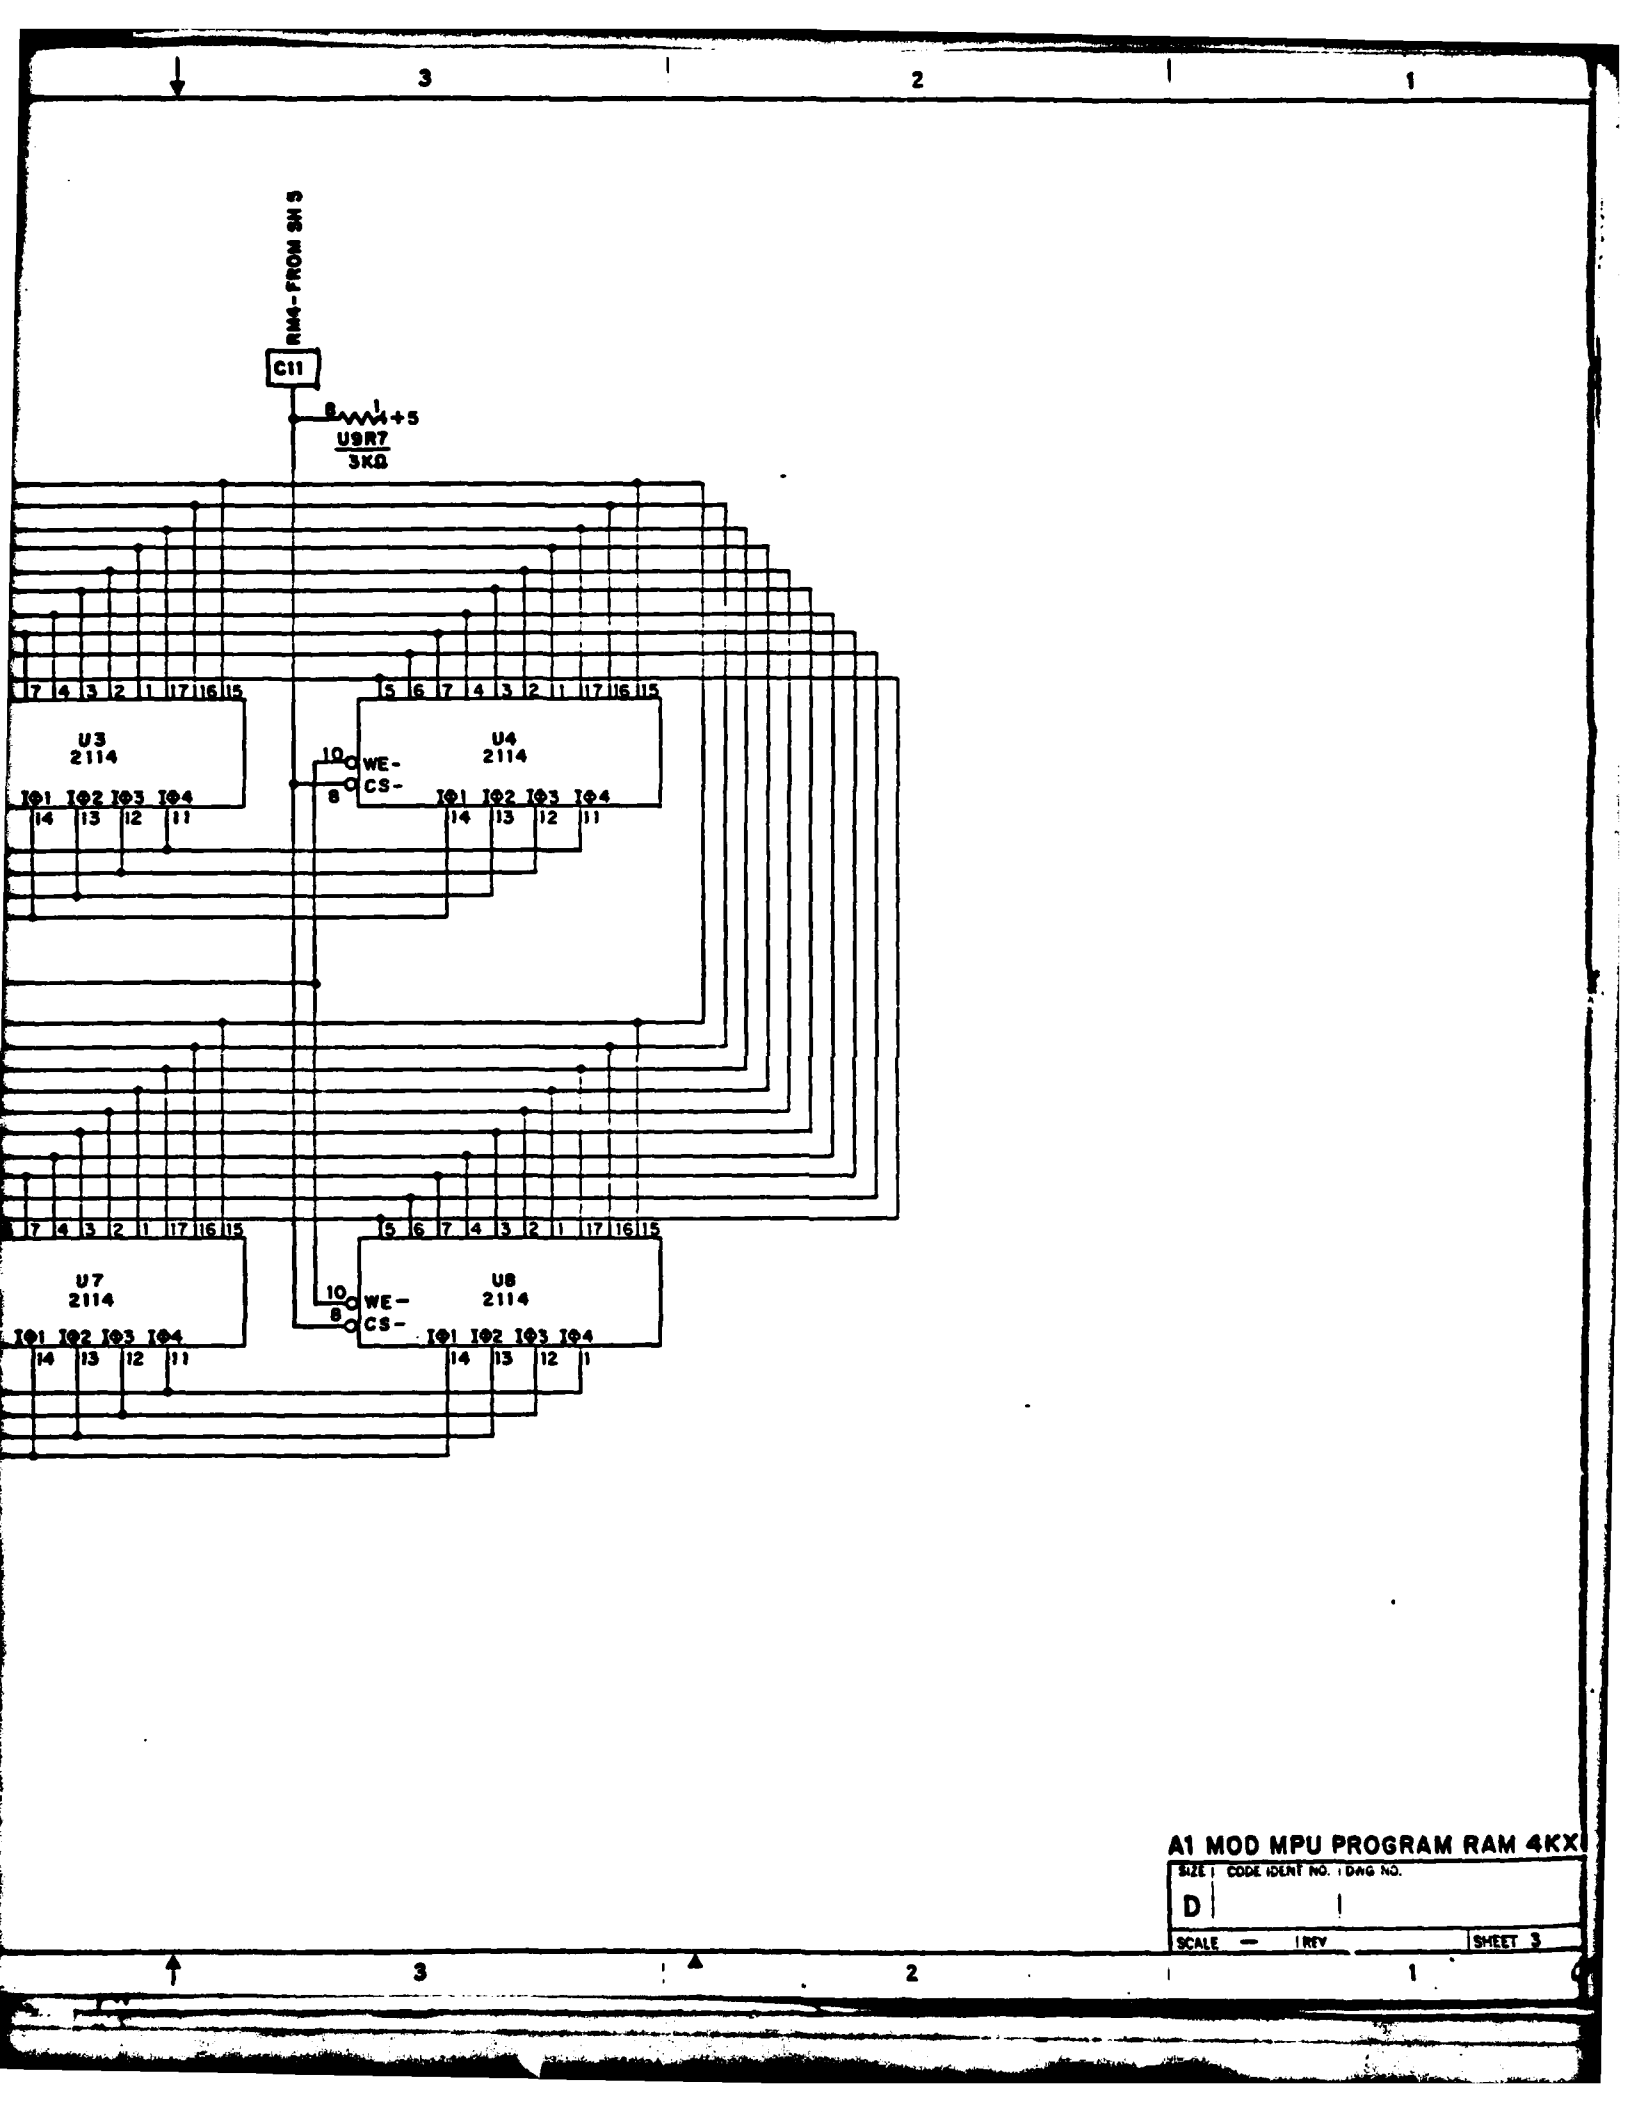 3 2 1
RM4-FROM SH 5
C11
8 1 +5
U9R7
3KΩ
7 4 3 2 1 17 16 15
5 6 7 4 3 2 1 17 16 15
U3
2114
IΦ1 IΦ2 IΦ3 IΦ4
14 13 12 11
U4
2114
10 WE-
8 CS-
IΦ1 IΦ2 IΦ3 IΦ4
14 13 12 11
7 4 3 2 1 17 16 15
5 6 7 4 3 2 1 17 16 15
U7
2114
IΦ1 IΦ2 IΦ3 IΦ4
14 13 12 11
U8
2114
10 WE-
8 CS-
IΦ1 IΦ2 IΦ3 IΦ4
14 13 12 1
A1 MOD MPU PROGRAM RAM 4KX
SIZE CODE IDENT NO. DWG NO.
D
SCALE — REV SHEET 3
3 2 1